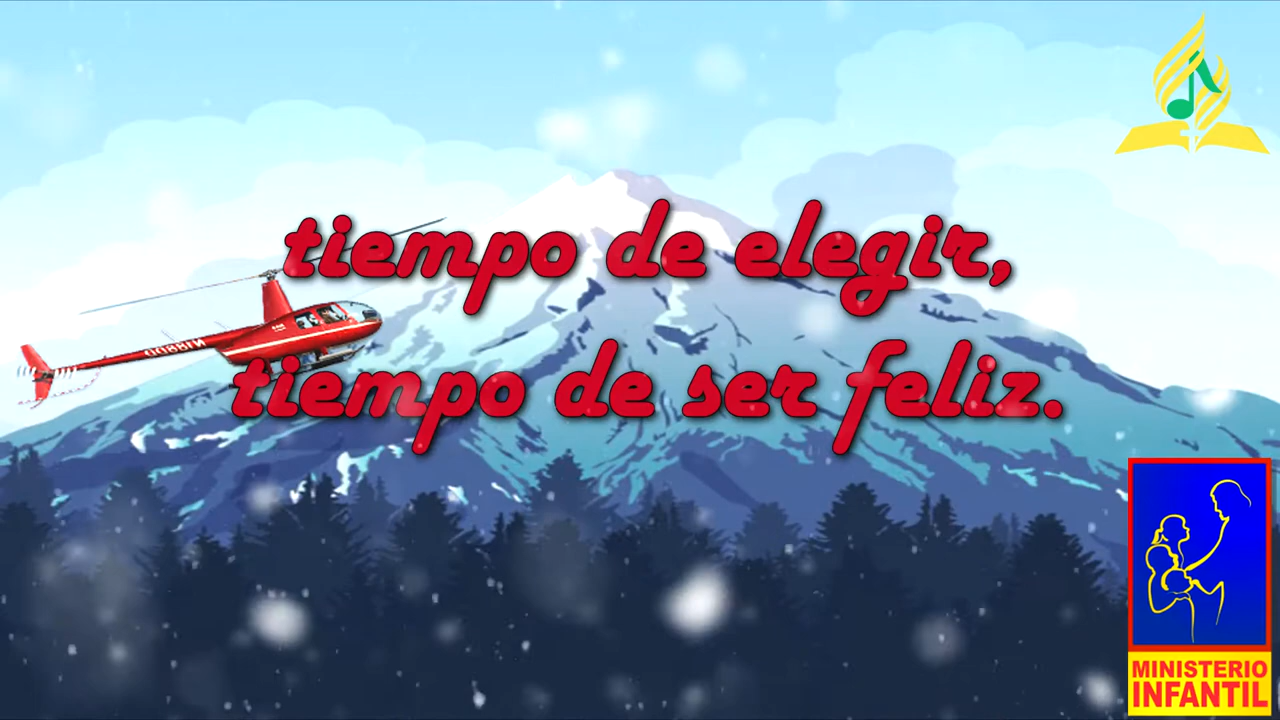 tiempo de elegir,
tiempo de ser feliz.
MINISTERIO
INFANTIL